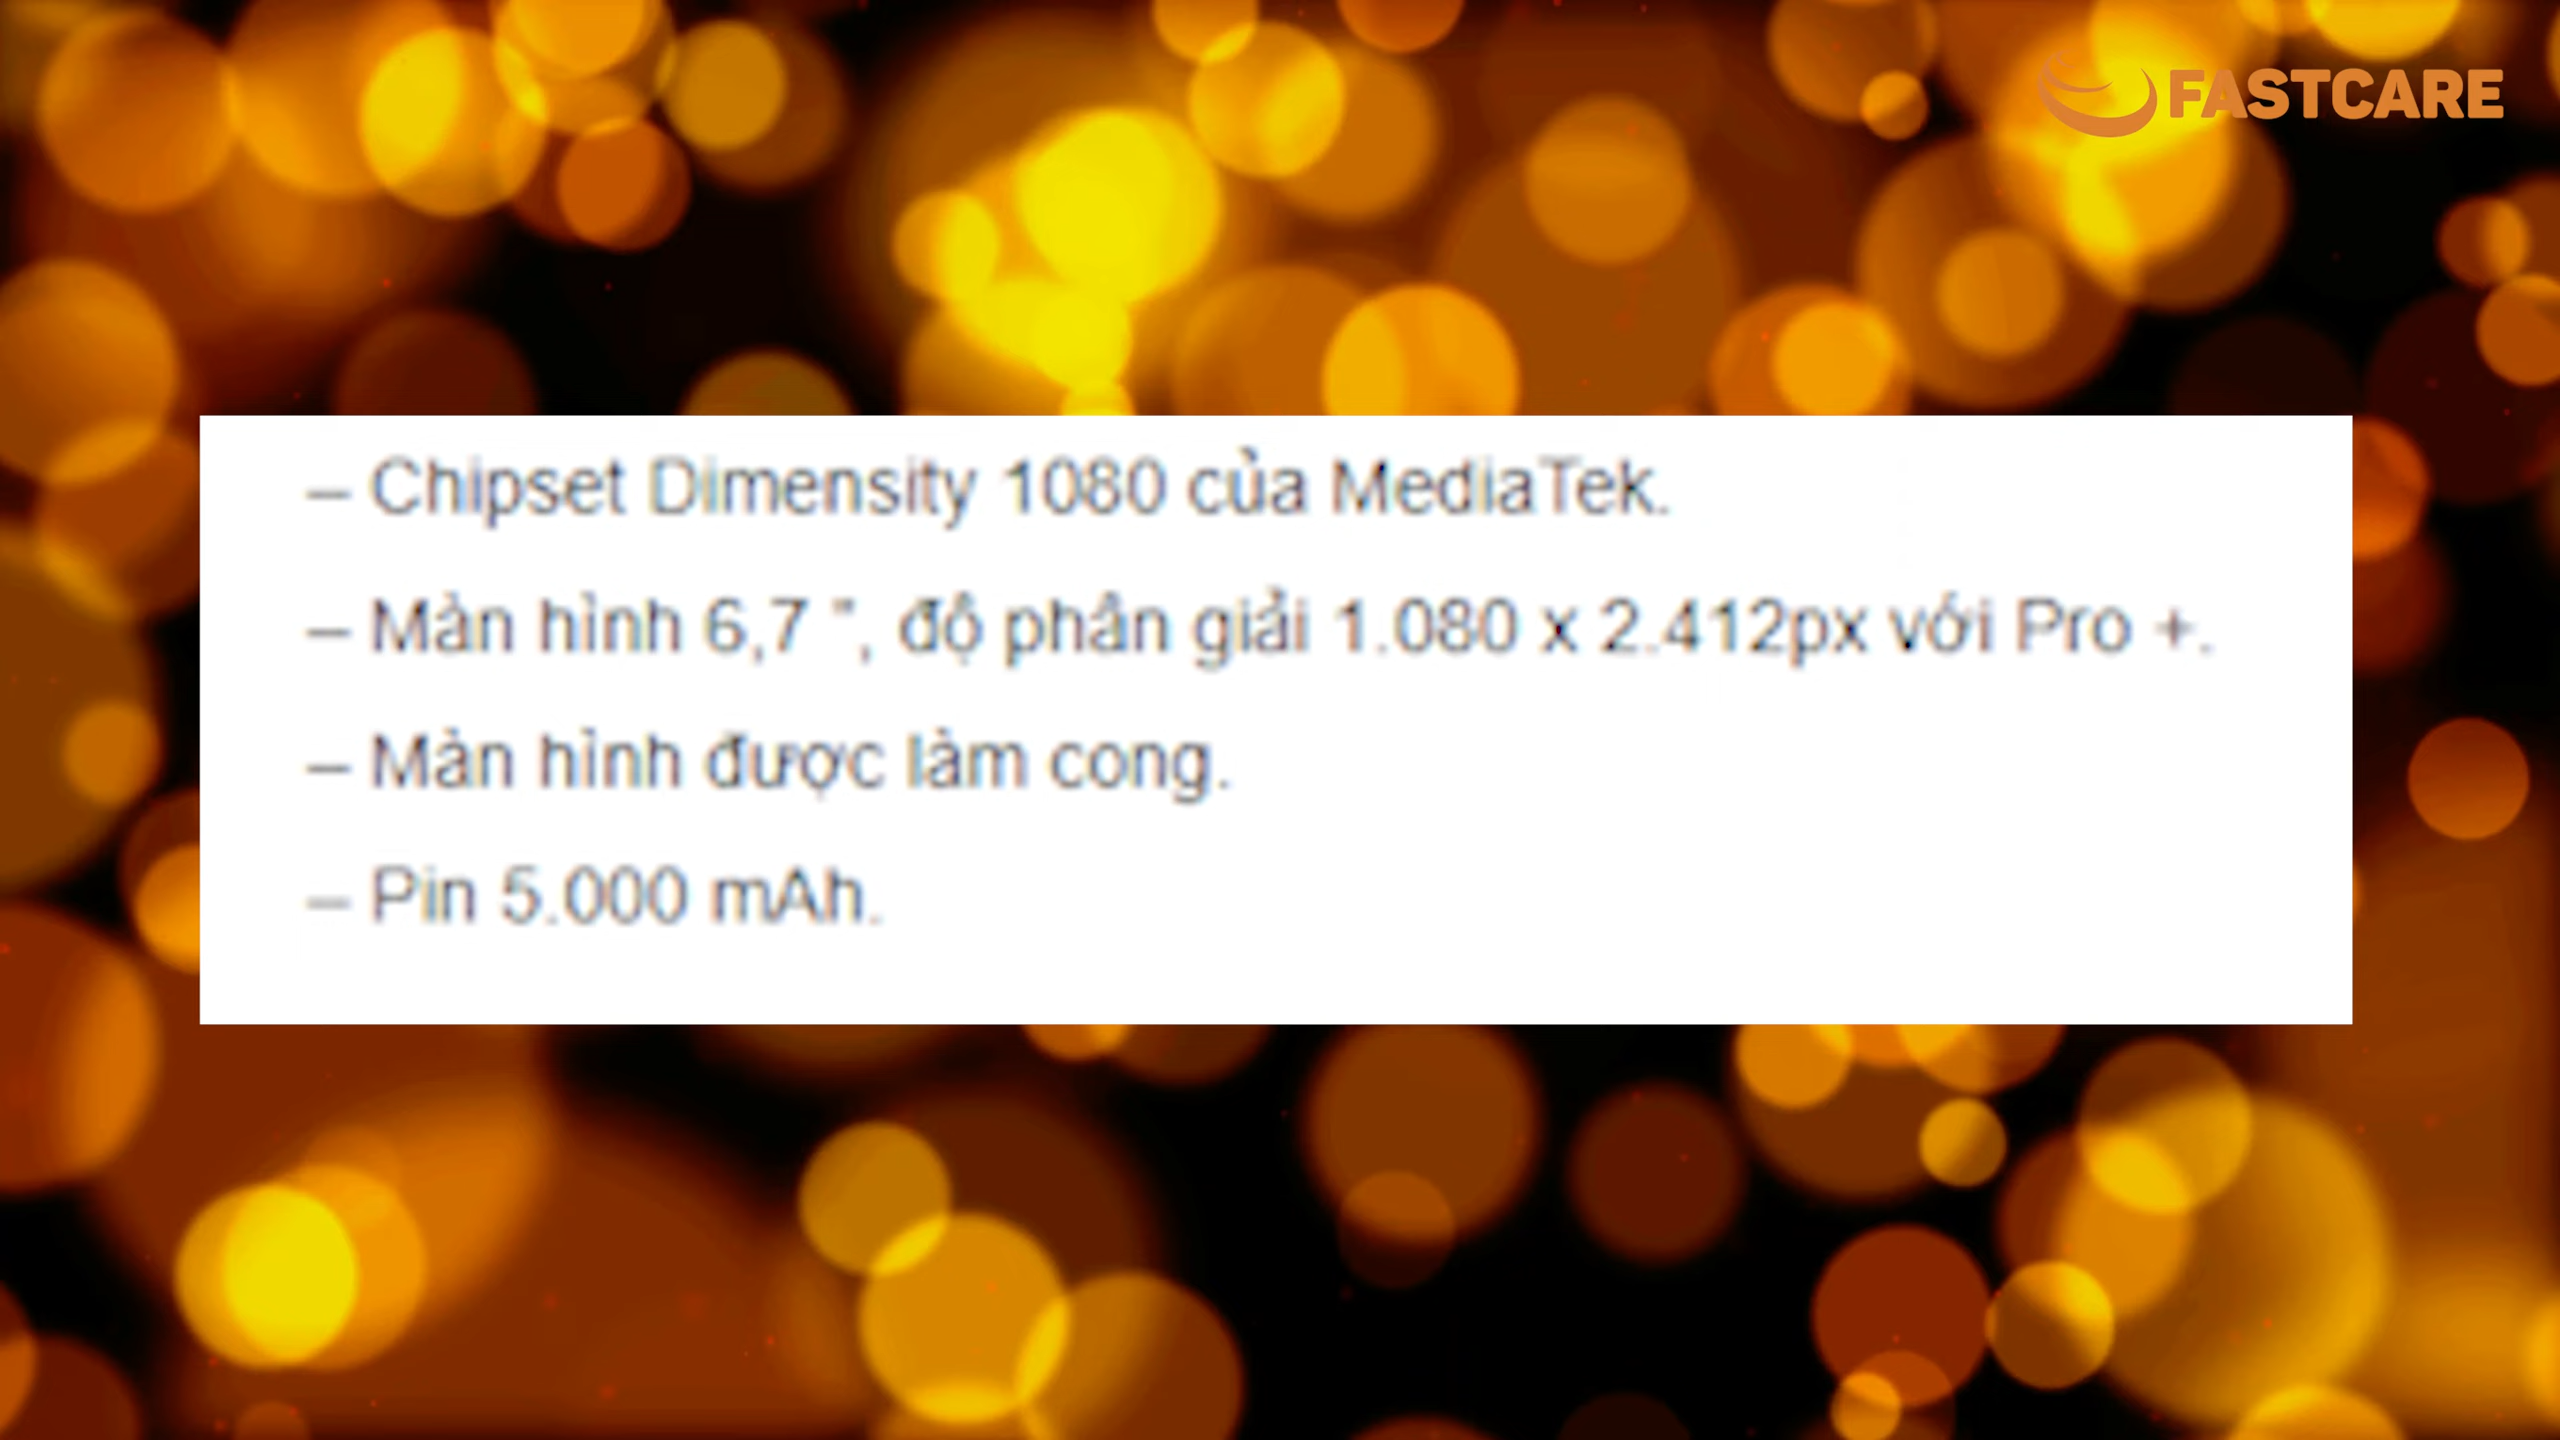 FASTCARE
– Chipset Dimensity 1080 của MediaTek.
– Màn hình 6,7 ", độ phân giải 1.080 x 2.412px với Pro +.
– Màn hình được làm cong.
– Pin 5.000 mAh.